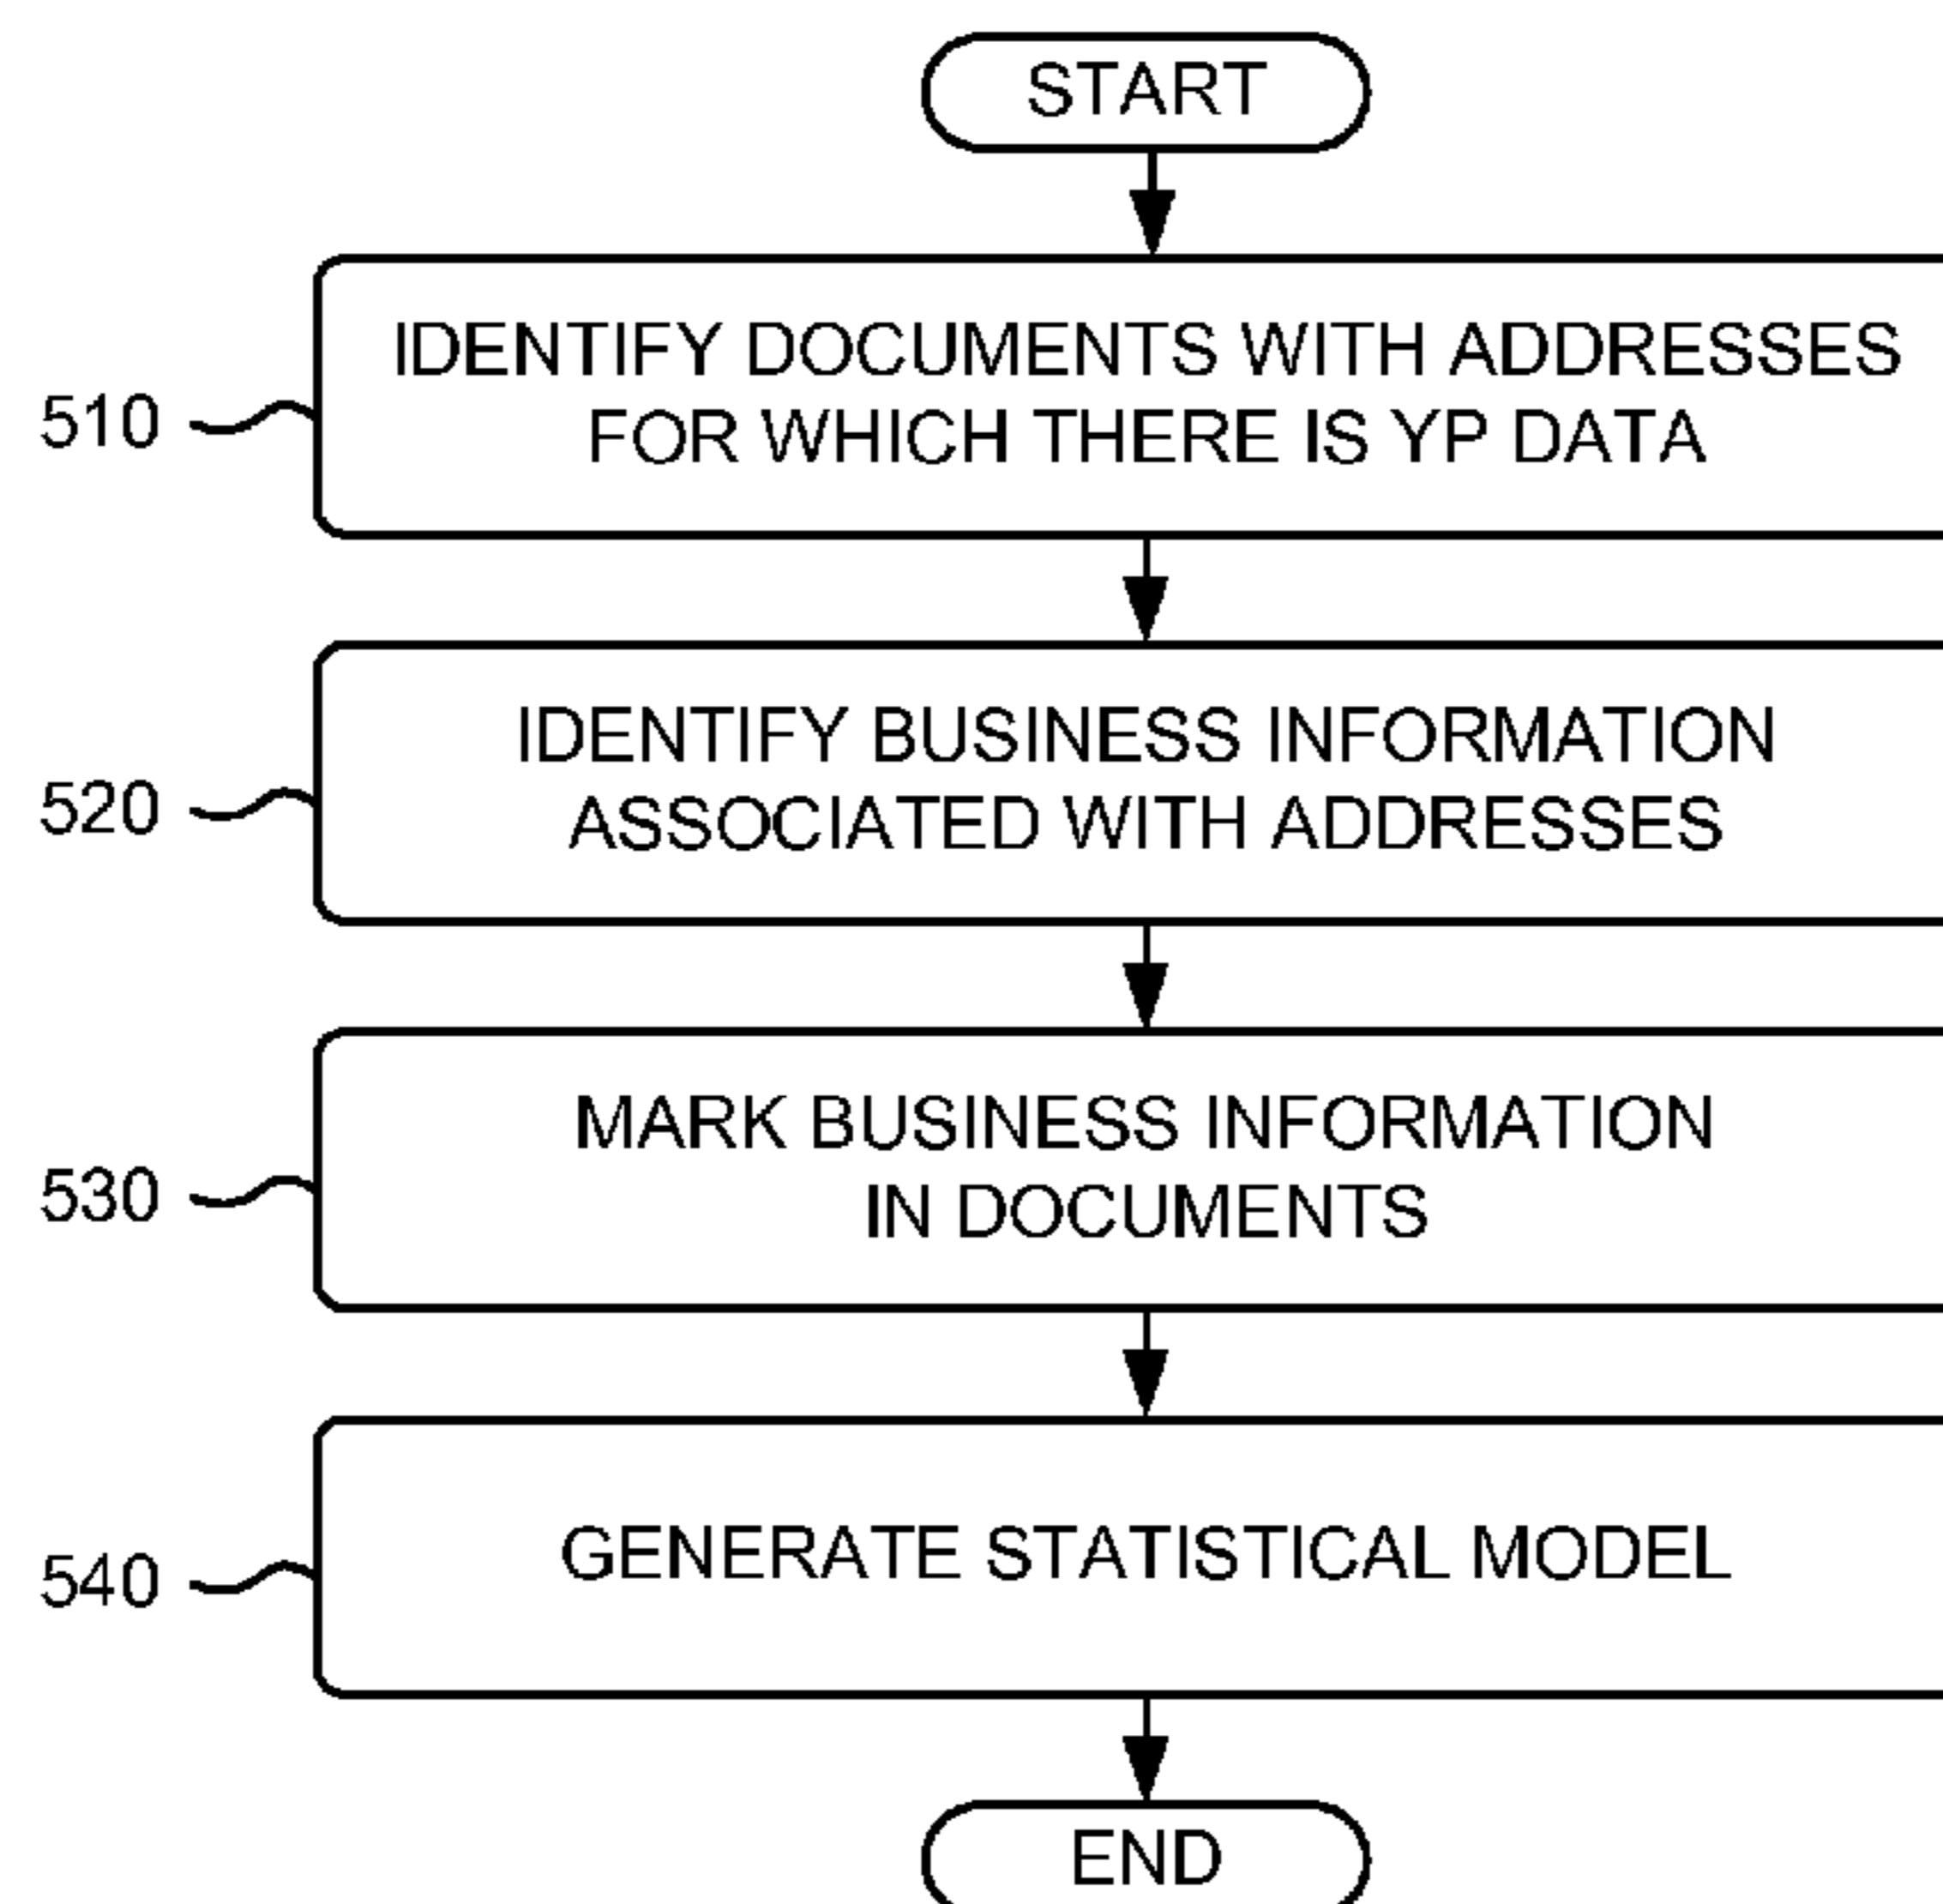 START
IDENTIFY DOCUMENTS WITH ADDRESSES
FOR WHICH THERE IS YP DATA
510
IDENTIFY BUSINESS INFORMATION
ASSOCIATED WITH ADDRESSES
520
MARK BUSINESS INFORMATION
IN DOCUMENTS
530
GENERATE STATISTICAL MODEL
540
END